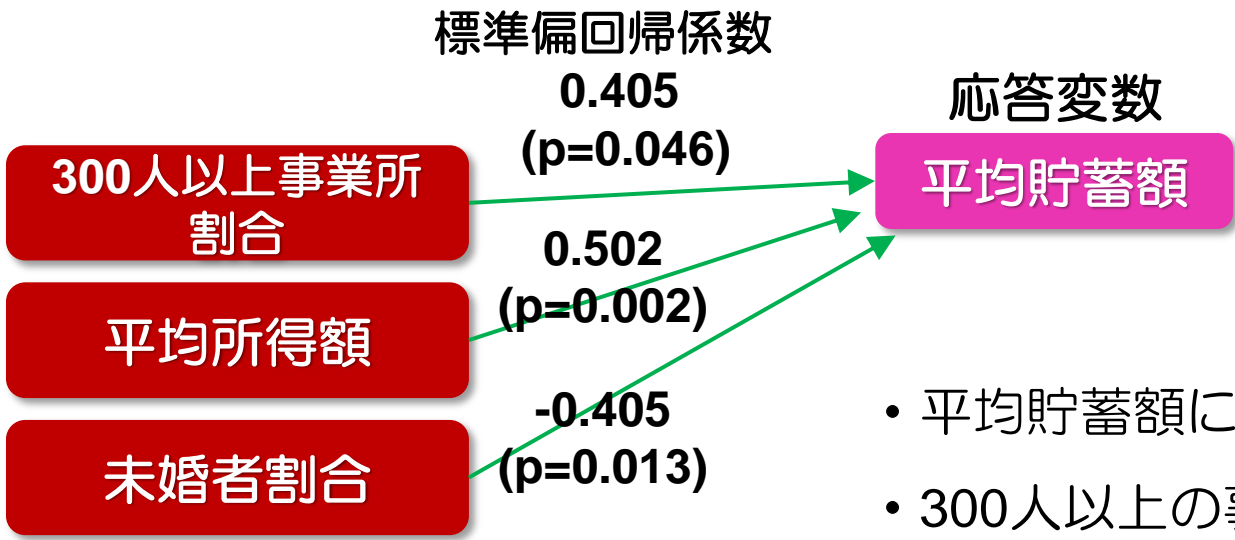 標準偏回帰係数
0.405
(p=0.046)
応答変数
300人以上事業所
割合
平均貯蓄額
0.502
(p=0.002)
平均所得額
-0.405
(p=0.013)
未婚者割合
• 平均貯蓄額に
• 300人以上の